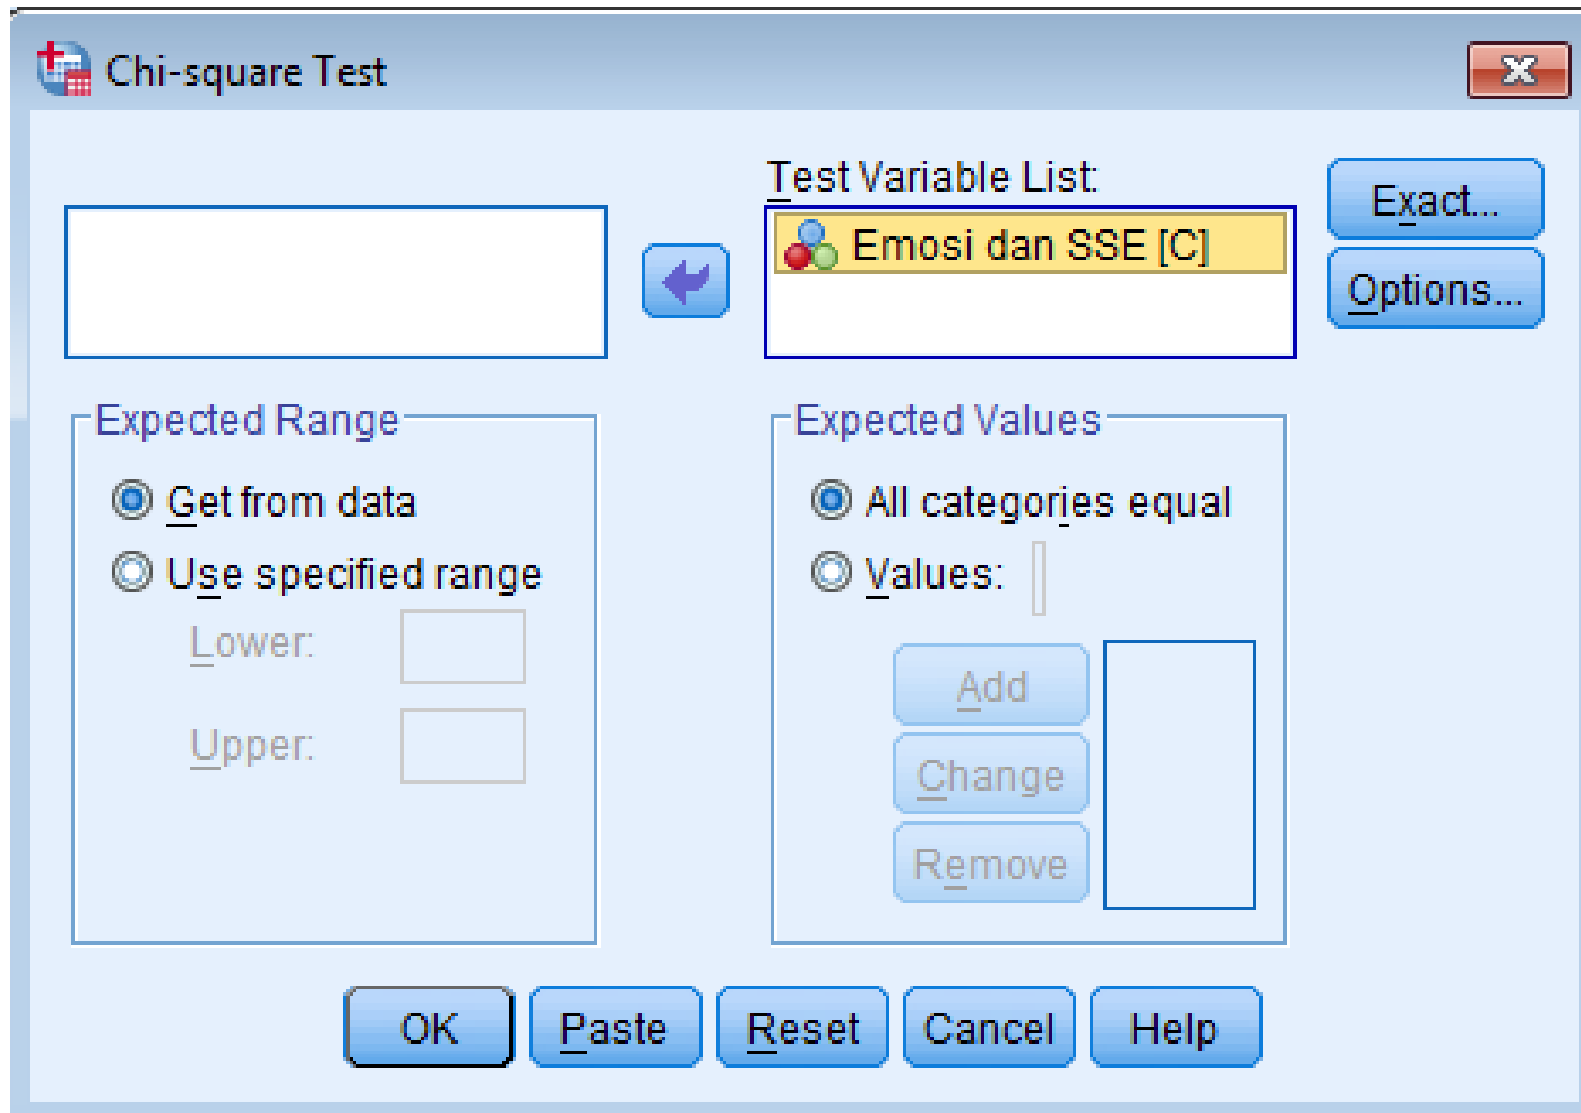 Chi-square Test
Test Variable List:
Emosi dan SSE [C]
Exact...
Options...
Expected Range
Get from data
Use specified range
Lower:
Upper:
Expected Values
All categories equal
Values:
Add
Change
Remove
OK Paste Reset Cancel Help